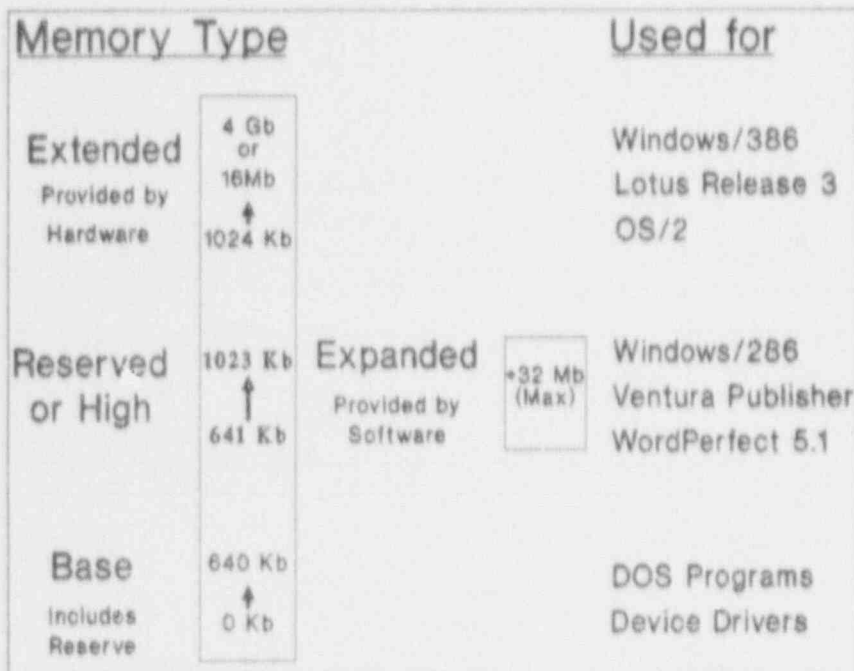 Memory Type
Used for
Extended
Provided by
Hardware
4 Gb
or
16Mb
1024 Kb
Windows/386
Lotus Release 3
OS/2
Reserved
or High
1023 Kb
641 Kb
Expanded
Provided by
Software
+32 Mb
(Max)
Windows/286
Ventura Publisher
WordPerfect 5.1
Base
Includes
Reserve
640 Kb
0 Kb
DOS Programs
Device Drivers